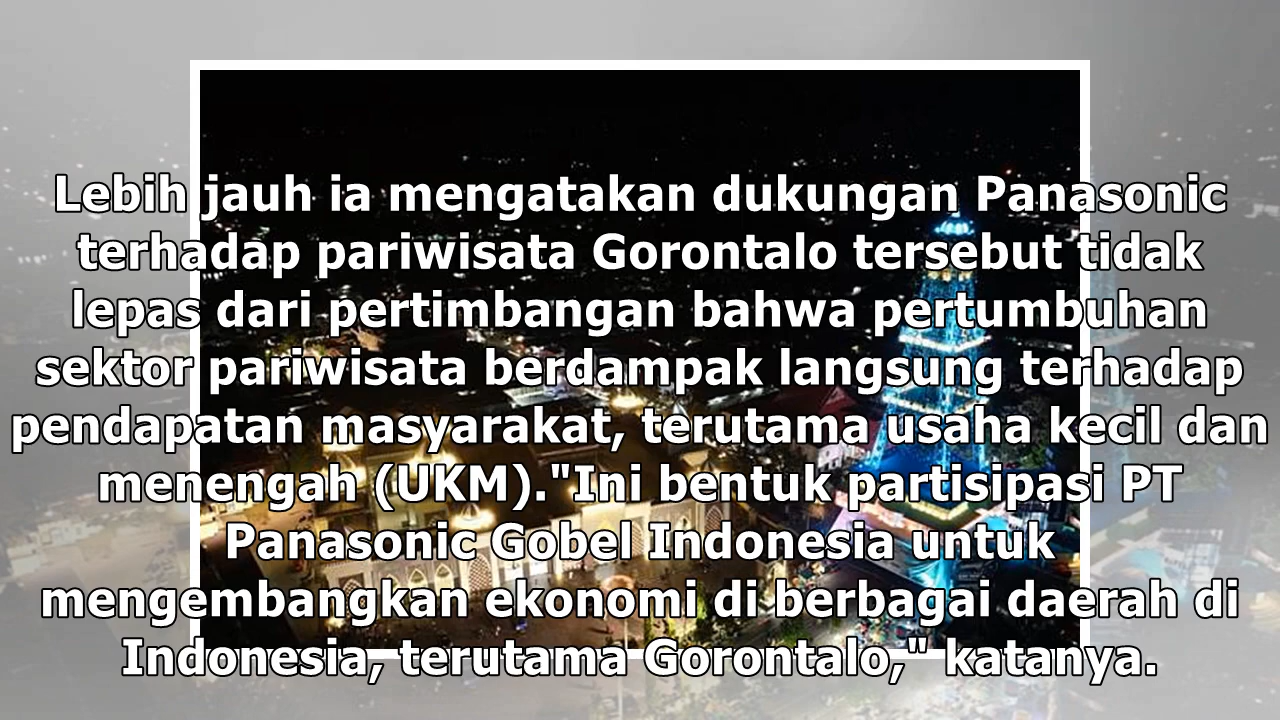 Lebih jauh ia mengatakan dukungan Panasonic
terhadap pariwisata Gorontalo tersebut tidak
lepas dari pertimbangan bahwa pertumbuhan
sektor pariwisata berdampak langsung terhadap
pendapatan masyarakat, terutama usaha kecil dan
menengah (UKM)."Ini bentuk partisipasi PT
Panasonic Gobel Indonesia untuk
mengembangkan ekonomi di berbagai daerah di
Indonesia, terutama Gorontalo," katanya.